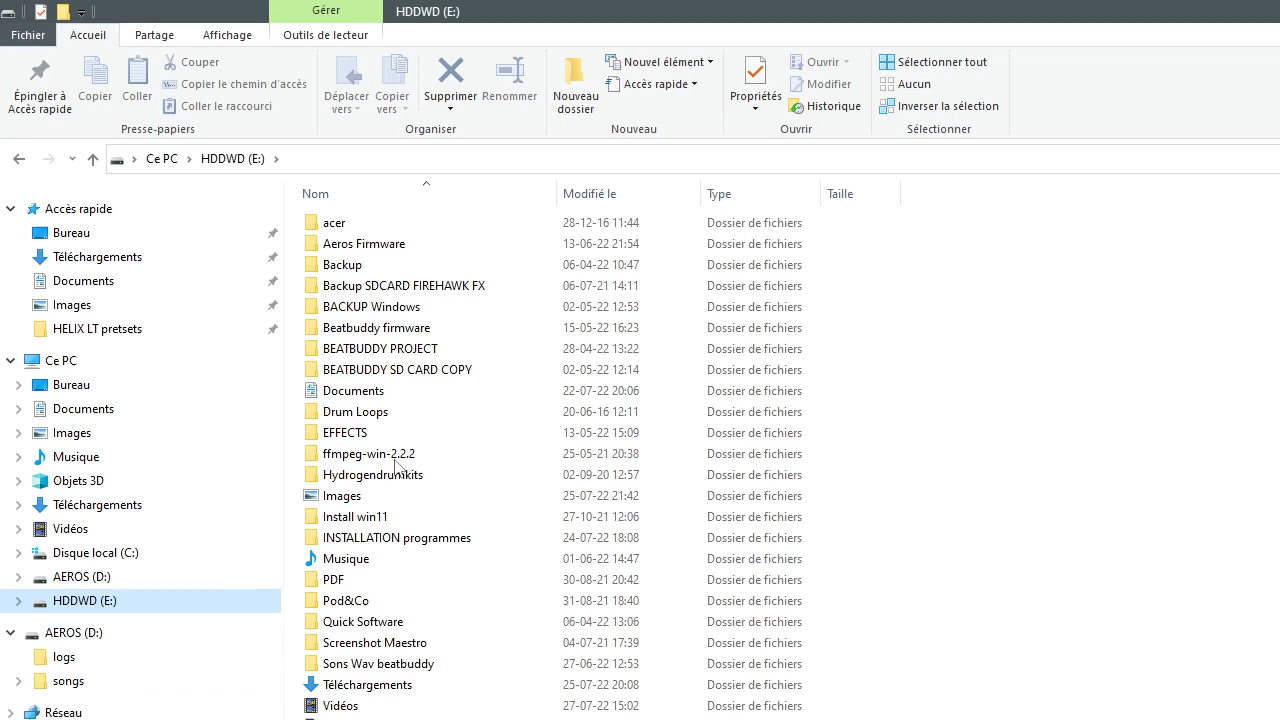 Gérer
HDDWD (E:)
Fichier
Accueil
Partage
Affichage
Outils de lecteur
Épingler à
Accès rapide
Copier
Coller
Couper
Copier le chemin d'accès
Coller le raccourci
Presse-papiers
Déplacer
vers
Copier
vers
Supprimer
Renommer
Organiser
Nouveau
dossier
Nouvel élément
Accès rapide
Nouveau
Propriétés
Ouvrir
Modifier
Historique
Ouvrir
Sélectionner tout
Aucun
Inverser la sélection
Sélectionner
Ce PC
HDDWD (E:)
Accès rapide
Bureau
Téléchargements
Documents
Images
HELIX LT pretsets
Ce PC
Bureau
Documents
Images
Musique
Objets 3D
Téléchargements
Vidéos
Disque local (C:)
AEROS (D:)
HDDWD (E:)
AEROS (D:)
logs
songs
Réseau
Nom Modifié le Type Taille
acer 28-12-16 11:44 Dossier de fichiers
Aeros Firmware 13-06-22 21:54 Dossier de fichiers
Backup 06-04-22 10:47 Dossier de fichiers
Backup SDCARD FIREHAWK FX 06-07-21 14:11 Dossier de fichiers
BACKUP Windows 02-05-22 12:53 Dossier de fichiers
Beatbuddy firmware 15-05-22 16:23 Dossier de fichiers
BEATBUDDY PROJECT 28-04-22 13:22 Dossier de fichiers
BEATBUDDY SD CARD COPY 02-05-22 12:14 Dossier de fichiers
Documents 22-07-22 20:06 Dossier de fichiers
Drum Loops 20-06-16 12:11 Dossier de fichiers
EFFECTS 13-05-22 15:09 Dossier de fichiers
ffmpeg-win-2.2.2 25-05-21 20:38 Dossier de fichiers
Hydrogendrumkits 02-09-20 12:57 Dossier de fichiers
Images 25-07-22 21:42 Dossier de fichiers
Install win11 27-10-21 12:06 Dossier de fichiers
INSTALLATION programmes 24-07-22 18:08 Dossier de fichiers
Musique 01-06-22 14:47 Dossier de fichiers
PDF 30-08-21 20:42 Dossier de fichiers
Pod&Co 31-08-21 18:40 Dossier de fichiers
Quick Software 06-04-22 13:06 Dossier de fichiers
Screenshot Maestro 04-07-21 17:39 Dossier de fichiers
Sons Wav beatbuddy 27-06-22 12:53 Dossier de fichiers
Téléchargements 25-07-22 20:08 Dossier de fichiers
Vidéos 27-07-22 15:02 Dossier de fichiers